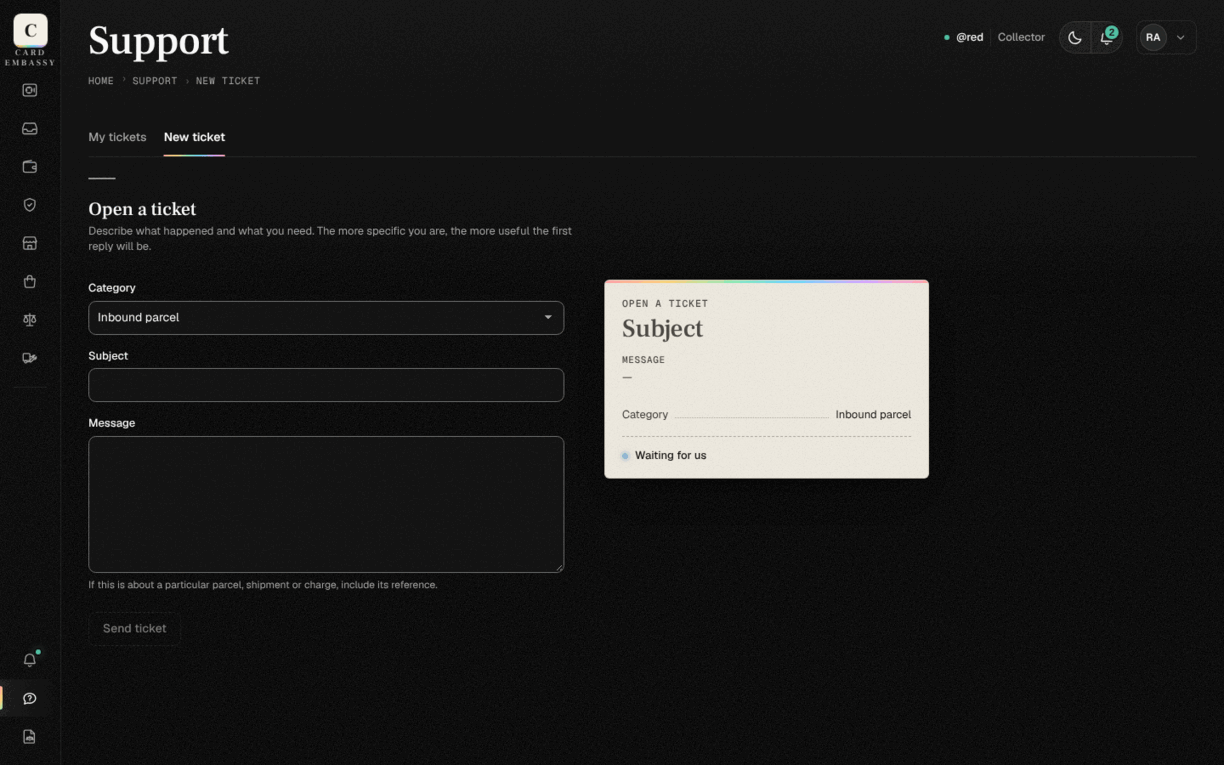 C
CARD
EMBASSY
Support
@red
Collector
2
RA
HOME › SUPPORT › NEW TICKET
My tickets
New ticket
Open a ticket
Describe what happened and what you need. The more specific you are, the more useful the first
reply will be.
Category
Inbound parcel
Subject
Message
If this is about a particular parcel, shipment or charge, include its reference.
Send ticket
OPEN A TICKET
Subject
MESSAGE
—
Category
Inbound parcel
Waiting for us